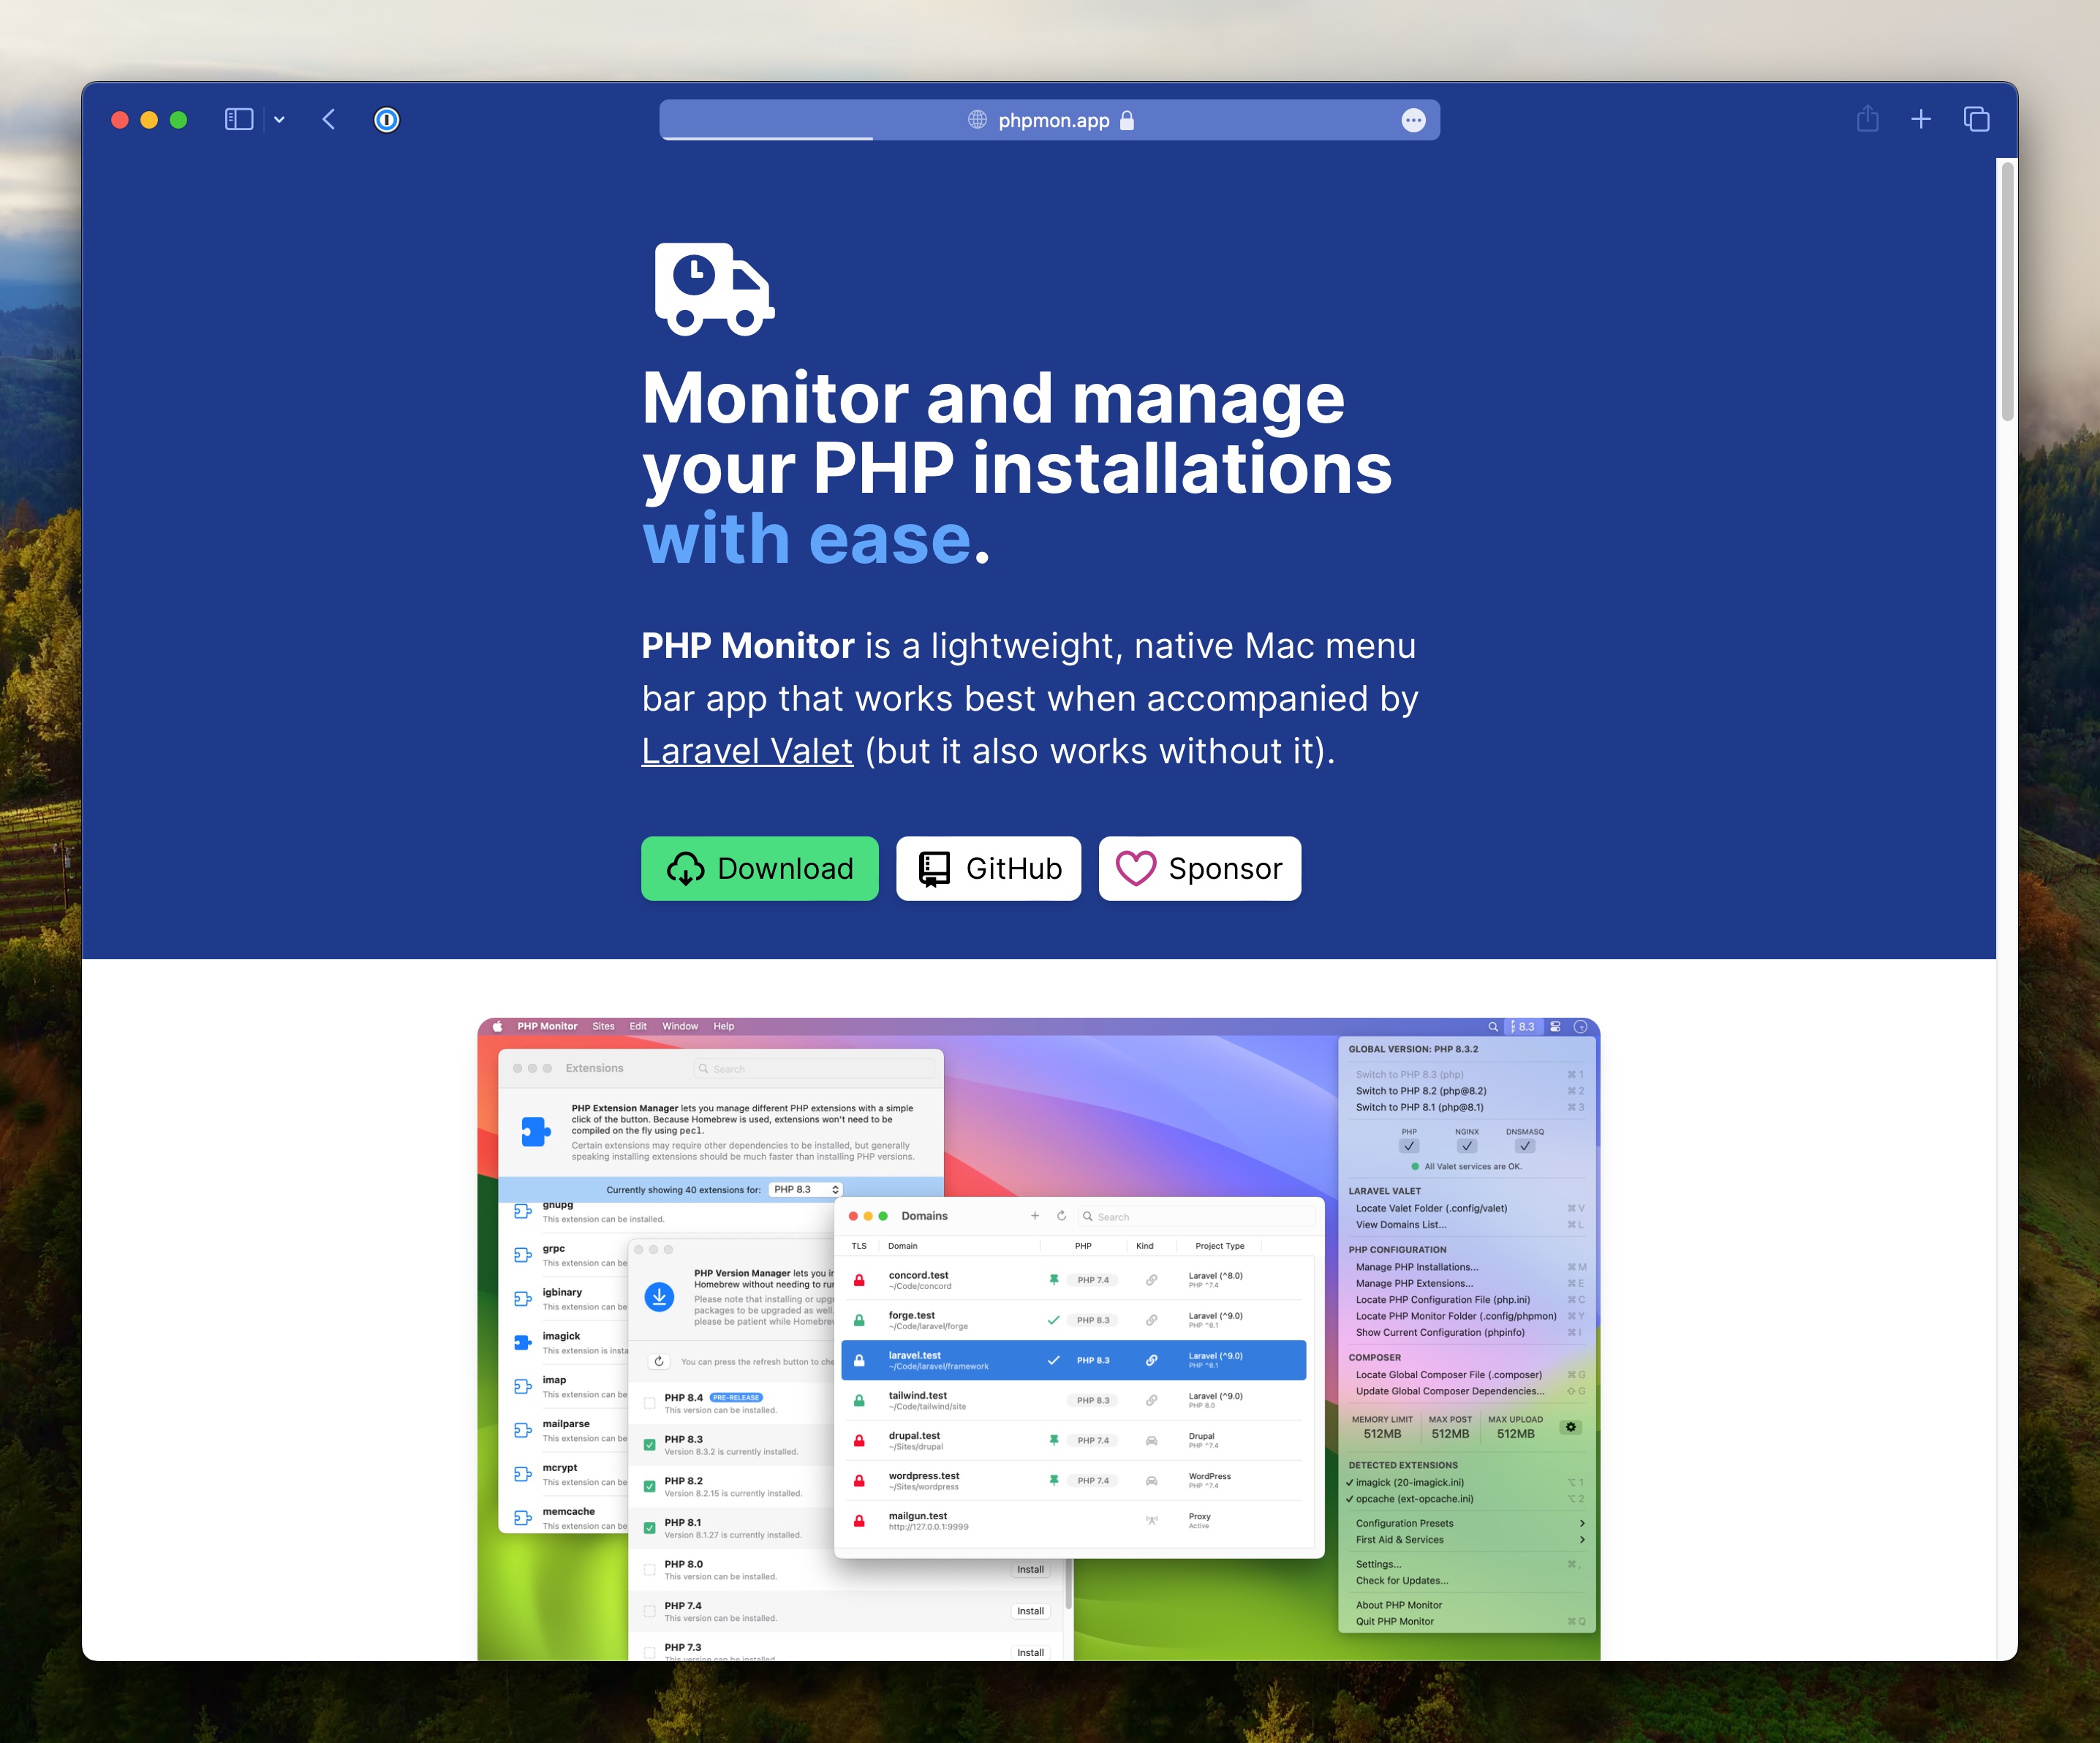 phpmon.app
Monitor and manage
your PHP installations
with ease.
PHP Monitor is a lightweight, native Mac menu
bar app that works best when accompanied by
Laravel Valet (but it also works without it).
Download
GitHub
Sponsor
PHP Monitor Sites Edit Window Help
8.3
Extensions
Search
PHP Extension Manager lets you manage different PHP extensions with a simple
click of the button. Because Homebrew is used, extensions won't need to be
compiled on the fly using pecl.
Certain extensions may require other dependencies to be installed, but generally
speaking installing extensions should be much faster than installing PHP versions.
Currently showing 40 extensions for: PHP 8.3
gnupg
This extension can be installed.
grpc
This extension can be
igbinary
This extension can be
imagick
This extension is insta
imap
This extension can be
mailparse
This extension can be
mcrypt
This extension can be
memcache
This extension can be
PHP Version Manager lets you in
Homebrew without needing to rur
Please note that installing or upgr
packages to be upgraded as well.
please be patient while Homebrew
You can press the refresh button to che
PHP 8.4 PRE-RELEASE
This version can be installed.
PHP 8.3
Version 8.3.2 is currently installed.
PHP 8.2
Version 8.2.15 is currently installed.
PHP 8.1
Version 8.1.27 is currently installed.
PHP 8.0
This version can be installed.
Install
PHP 7.4
This version can be installed.
Install
PHP 7.3
This version can be installed.
Install
Domains
Search
TLS Domain PHP Kind Project Type
concord.test
~/Code/concord
PHP 7.4
Laravel (^8.0)
PHP ^7.4
forge.test
~/Code/laravel/forge
PHP 8.3
Laravel (^9.0)
PHP ^8.1
laravel.test
~/Code/laravel/framework
PHP 8.3
Laravel (^9.0)
PHP ^8.1
tailwind.test
~/Code/tailwind/site
PHP 8.3
Laravel (^9.0)
PHP 8.0
drupal.test
~/Sites/drupal
PHP 7.4
Drupal
PHP ^7.4
wordpress.test
~/Sites/wordpress
PHP 7.4
WordPress
PHP ^7.4
mailgun.test
http://127.0.0.1:9999
Proxy
Active
GLOBAL VERSION: PHP 8.3.2
Switch to PHP 8.3 (php) ⌘ 1
Switch to PHP 8.2 (php@8.2) ⌘ 2
Switch to PHP 8.1 (php@8.1) ⌘ 3
PHP NGINX DNSMASQ
All Valet services are OK.
LARAVEL VALET
Locate Valet Folder (.config/valet) ⌘ V
View Domains List... ⌘ L
PHP CONFIGURATION
Manage PHP Installations... ⌘ M
Manage PHP Extensions... ⌘ E
Locate PHP Configuration File (php.ini) ⌘ C
Locate PHP Monitor Folder (.config/phpmon) ⌘ Y
Show Current Configuration (phpinfo) ⌘ I
COMPOSER
Locate Global Composer File (.composer) ⌘ G
Update Global Composer Dependencies... ⇧ G
MEMORY LIMIT MAX POST MAX UPLOAD
512MB 512MB 512MB
DETECTED EXTENSIONS
imagick (20-imagick.ini) ⌥ 1
opcache (ext-opcache.ini) ⌥ 2
Configuration Presets
First Aid & Services
Settings... ⌘ ,
Check for Updates...
About PHP Monitor
Quit PHP Monitor ⌘ Q